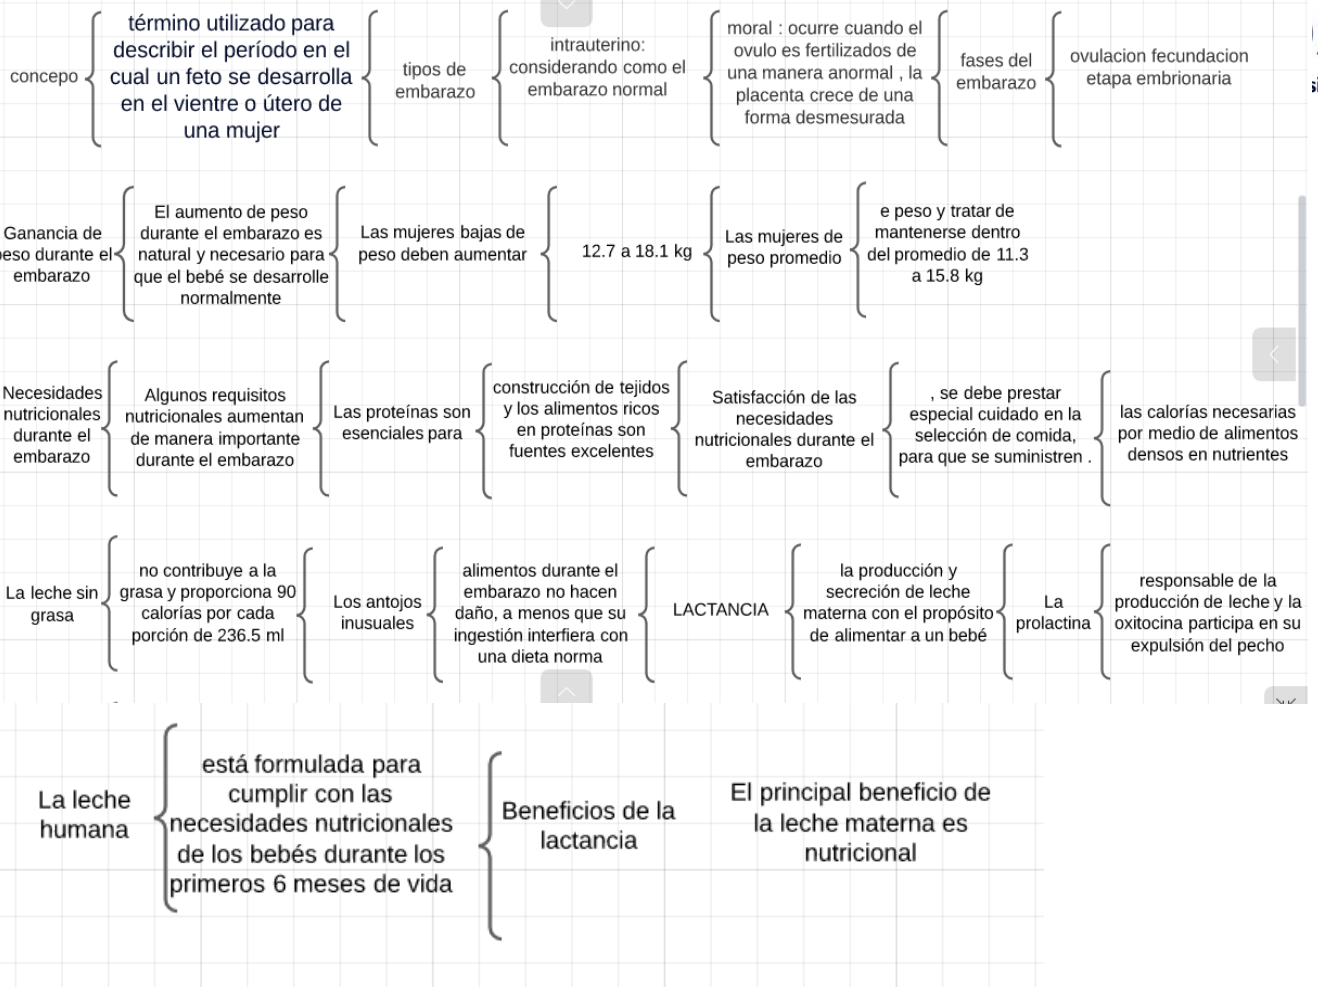 concepo
término utilizado para
describir el período en el
cual un feto se desarrolla
en el vientre o útero de
una mujer
tipos de
embarazo
intrauterino:
considerando como el
embarazo normal
moral : ocurre cuando el
ovulo es fertilizados de
una manera anormal , la
placenta crece de una
forma desmesurada
fases del
embarazo
ovulacion fecundacion
etapa embrionaria
Ganancia de
eso durante el
embarazo
El aumento de peso
durante el embarazo es
natural y necesario para
que el bebé se desarrolle
normalmente
Las mujeres bajas de
peso deben aumentar
12.7 a 18.1 kg
Las mujeres de
peso promedio
e peso y tratar de
mantenerse dentro
del promedio de 11.3
a 15.8 kg
Necesidades
nutricionales
durante el
embarazo
Algunos requisitos
nutricionales aumentan
de manera importante
durante el embarazo
Las proteínas son
esenciales para
construcción de tejidos
y los alimentos ricos
en proteínas son
fuentes excelentes
Satisfacción de las
necesidades
nutricionales durante el
embarazo
, se debe prestar
especial cuidado en la
selección de comida,
para que se suministren .
las calorías necesarias
por medio de alimentos
densos en nutrientes
La leche sin
grasa
no contribuye a la
grasa y proporciona 90
calorías por cada
porción de 236.5 ml
Los antojos
inusuales
alimentos durante el
embarazo no hacen
daño, a menos que su
ingestión interfiera con
una dieta norma
LACTANCIA
la producción y
secreción de leche
materna con el propósito
de alimentar a un bebé
La
prolactina
responsable de la
producción de leche y la
oxitocina participa en su
expulsión del pecho
La leche
humana
está formulada para
cumplir con las
necesidades nutricionales
de los bebés durante los
primeros 6 meses de vida
Beneficios de la
lactancia
El principal beneficio de
la leche materna es
nutricional